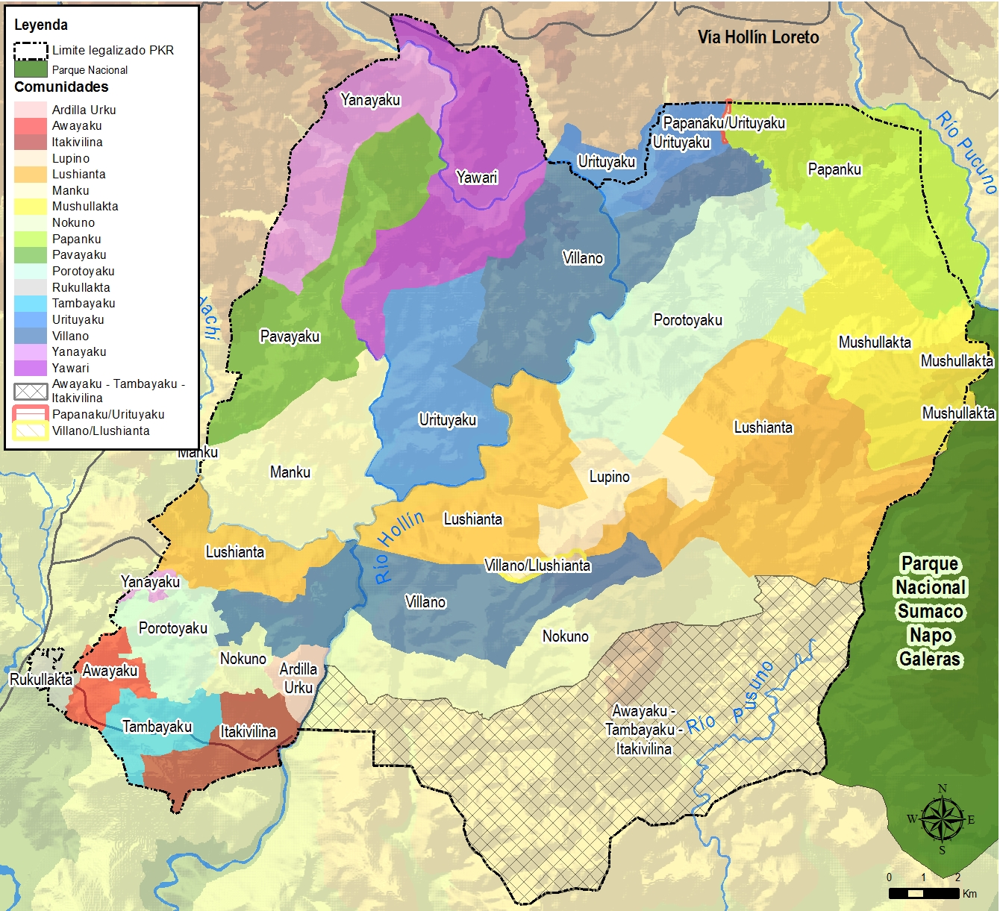 Leyenda
Limite legalizado PKR
Parque Nacional
Comunidades
Ardilla Urku
Awayaku
Itakivilina
Lupino
Lushianta
Manku
Mushullakta
Nokuno
Papanku
Pavayaku
Porotoyaku
Rukullakta
Tambayaku
Urituyaku
Villano
Yanayaku
Yawari
Awayaku - Tambayaku -
Itakivilina
Papanaku/Urituyaku
Villano/Llushianta
Vía Hollín Loreto
Yanayaku
Papanaku/Urituyaku
Urituyaku
Río Pucuno
Urituyaku
Papanku
Yawari
Villano
Porotoyaku
Pavayaku
Mushullakta
Mushullakta
Mushullakta
Urituyaku
Lushianta
Manku
Manku
Lupino
Lushianta
Río Hollín
Lushianta
Villano/Llushianta
Parque
Nacional
Sumaco
Napo
Galeras
Yanayaku
Villano
Porotoyaku
Nokuno
Nokuno
Ardilla
Urku
Awayaku
Rukullakta
Tambayaku
Itakivilina
Awayaku -
Tambayaku -
Itakivilina
Río Pusuno
N
W
E
S
0 1 2
Km